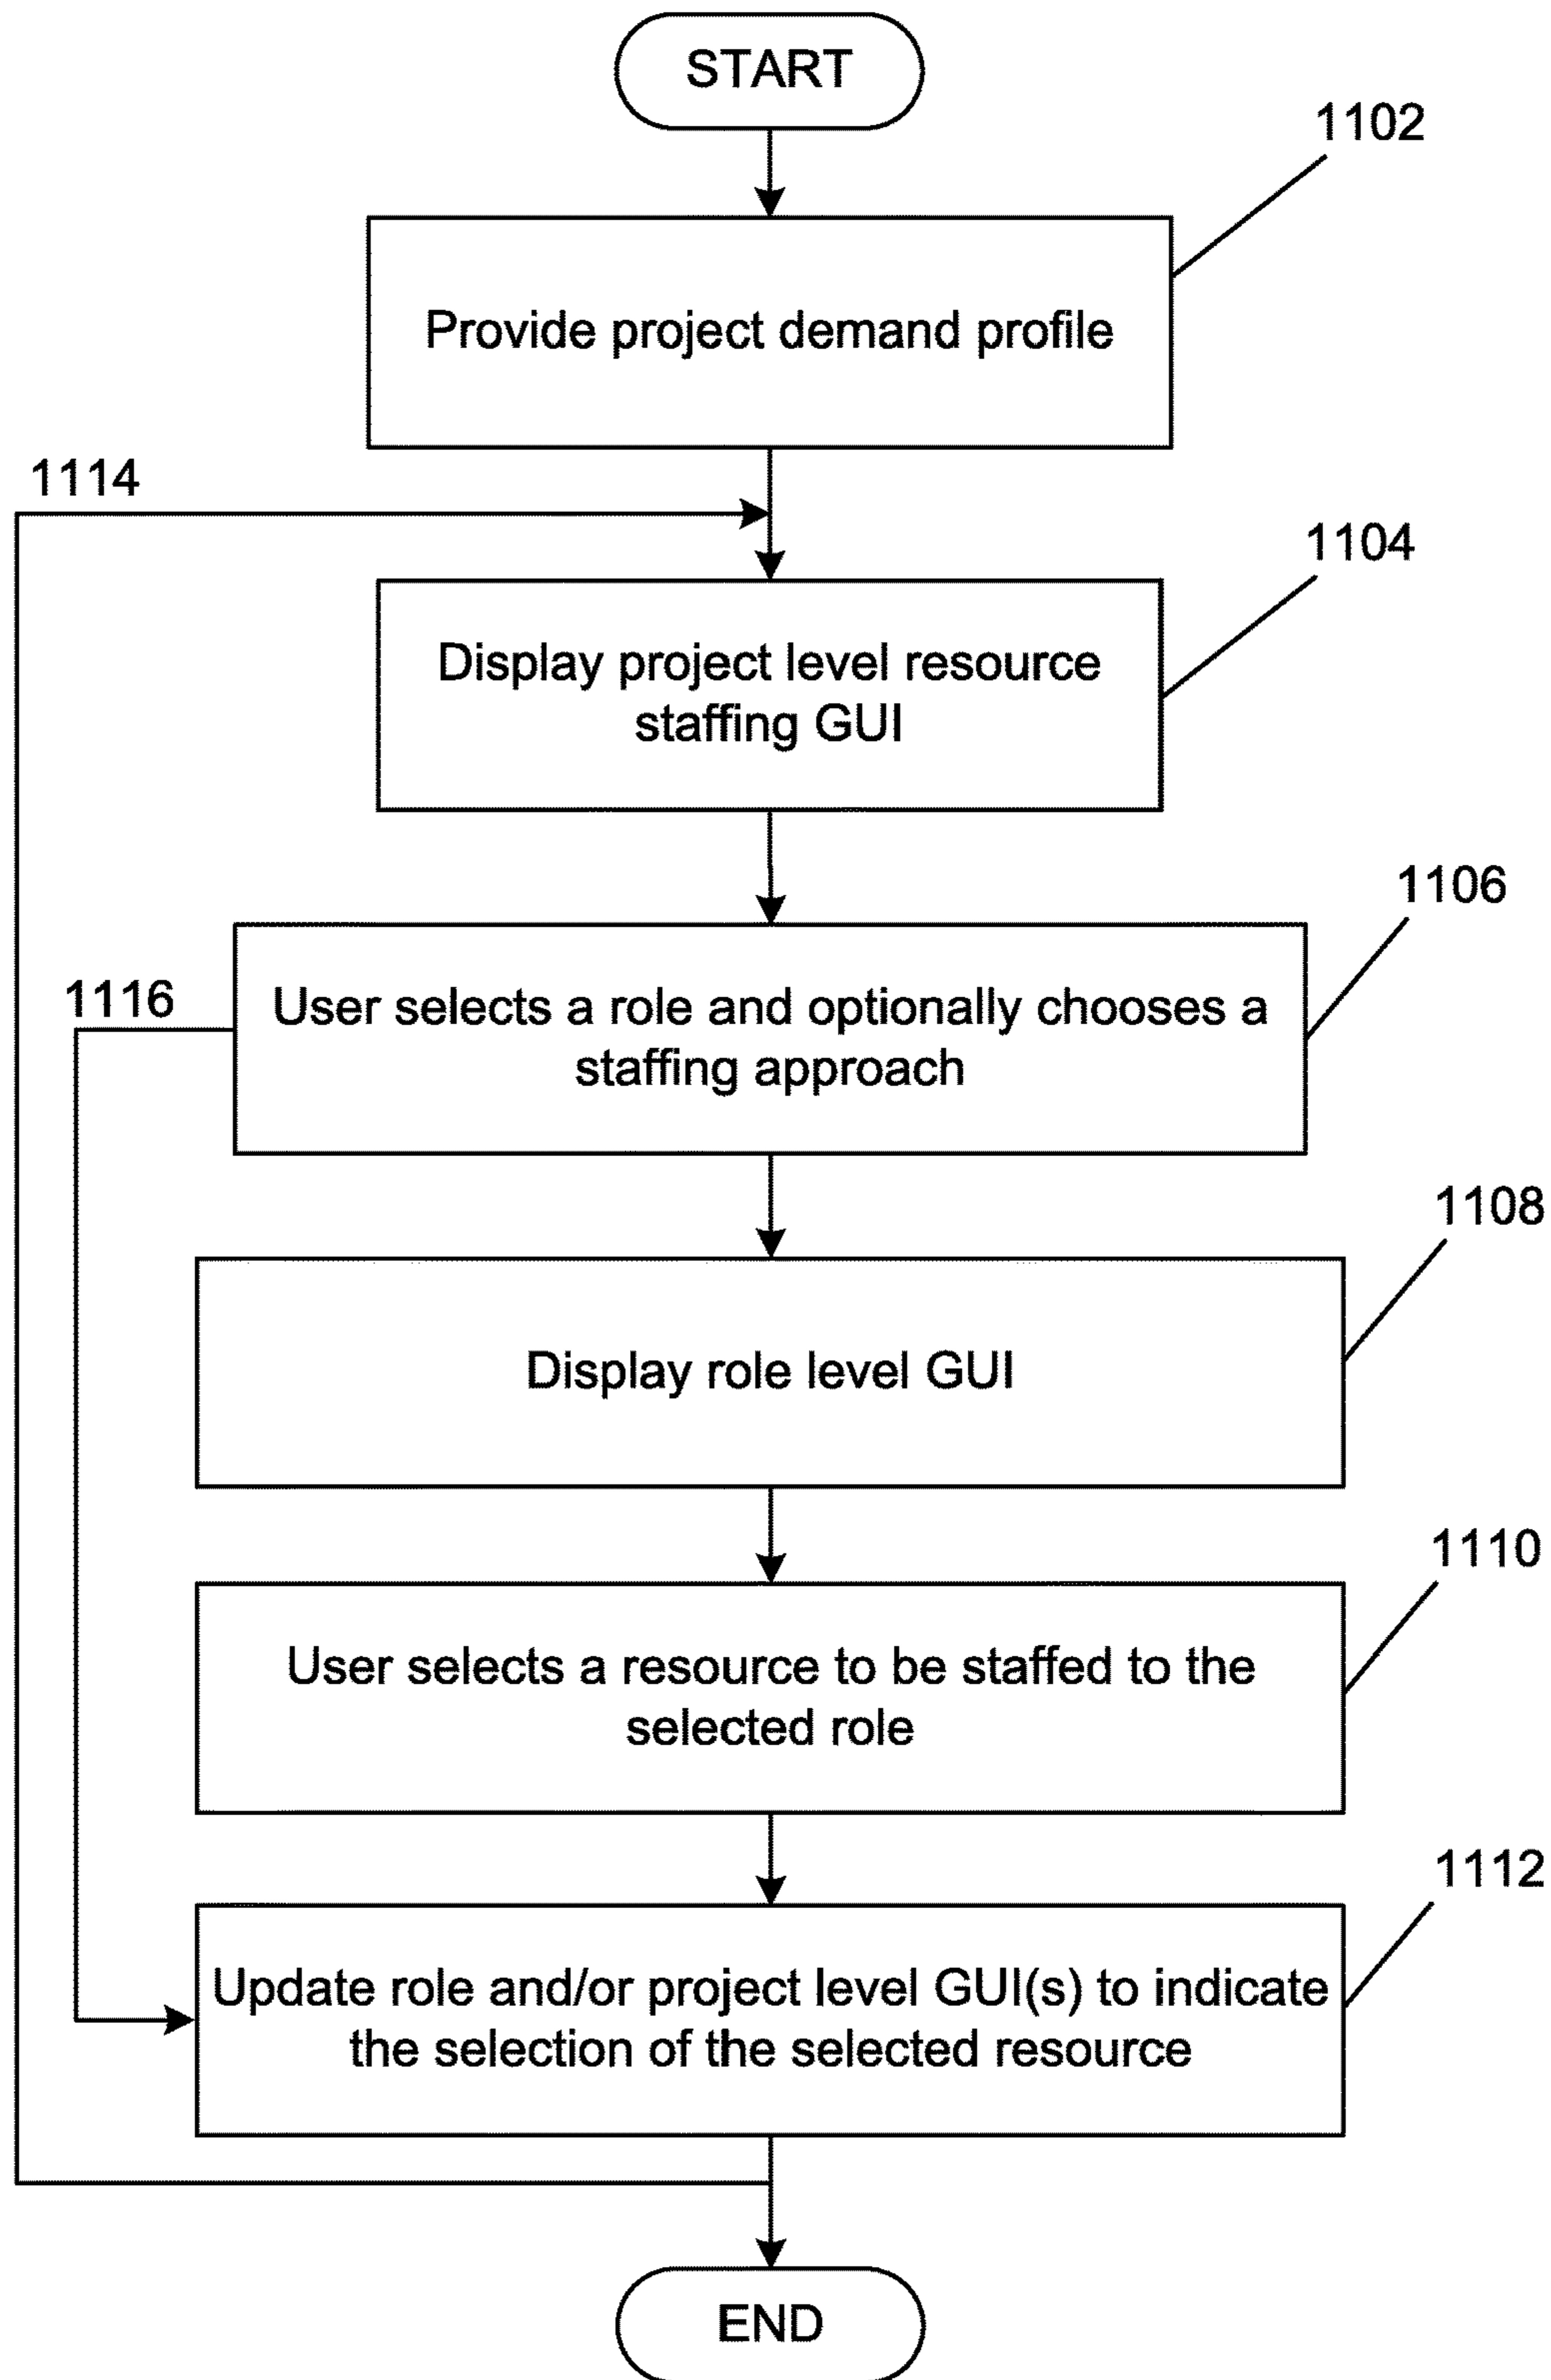 START
1102
Provide project demand profile
1114
1104
Display project level resource
staffing GUI
1106
1116
User selects a role and optionally chooses a
staffing approach
1108
Display role level GUI
1110
User selects a resource to be staffed to the
selected role
1112
Update role and/or project level GUI(s) to indicate
the selection of the selected resource
END